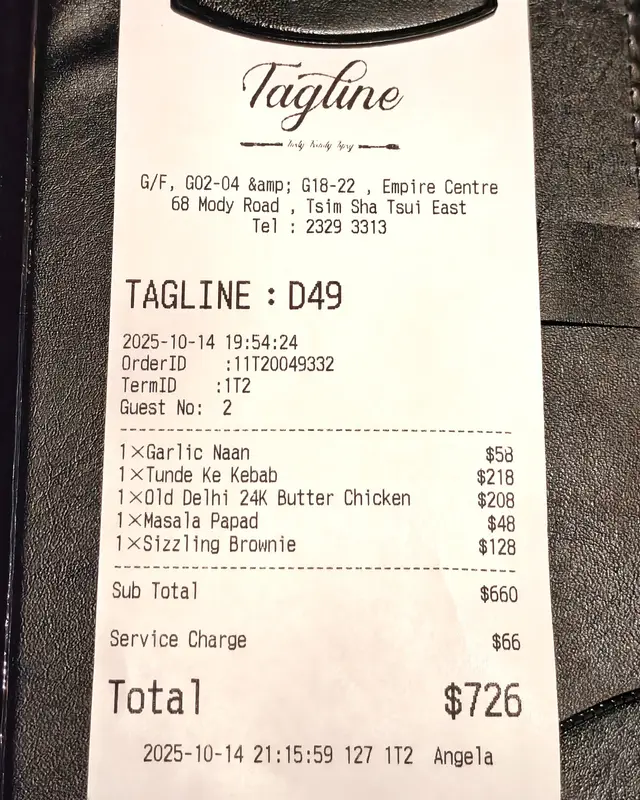 Tagline
G/F, G02-04 &amp; G18-22 , Empire Centre
68 Mody Road , Tsim Sha Tsui East
Tel : 2329 3313
TAGLINE : D49
2025-10-14 19:54:24
OrderID :11T20049332
TermID :1T2
Guest No: 2
1×Garlic Naan $58
1×Tunde Ke Kebab $218
1×Old Delhi 24K Butter Chicken $208
1×Masala Papad $48
1×Sizzling Brownie $128
Sub Total $660
Service Charge $66
Total $726
2025-10-14 21:15:59 127 1T2 Angela